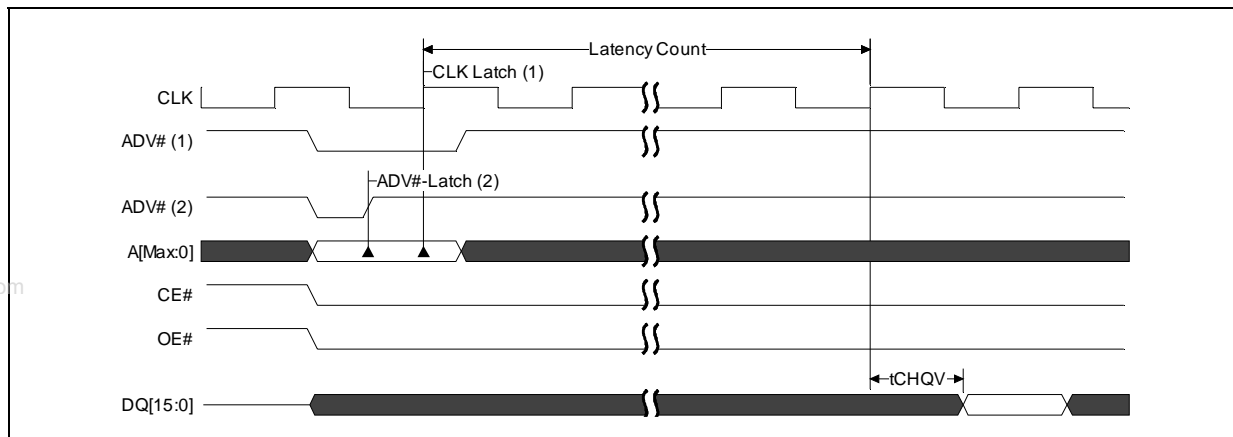 Latency Count
CLK Latch (1)
CLK
ADV# (1)
ADV#-Latch (2)
ADV# (2)
A[Max:0]
om
CE#
OE#
tCHQV
DQ[15:0]